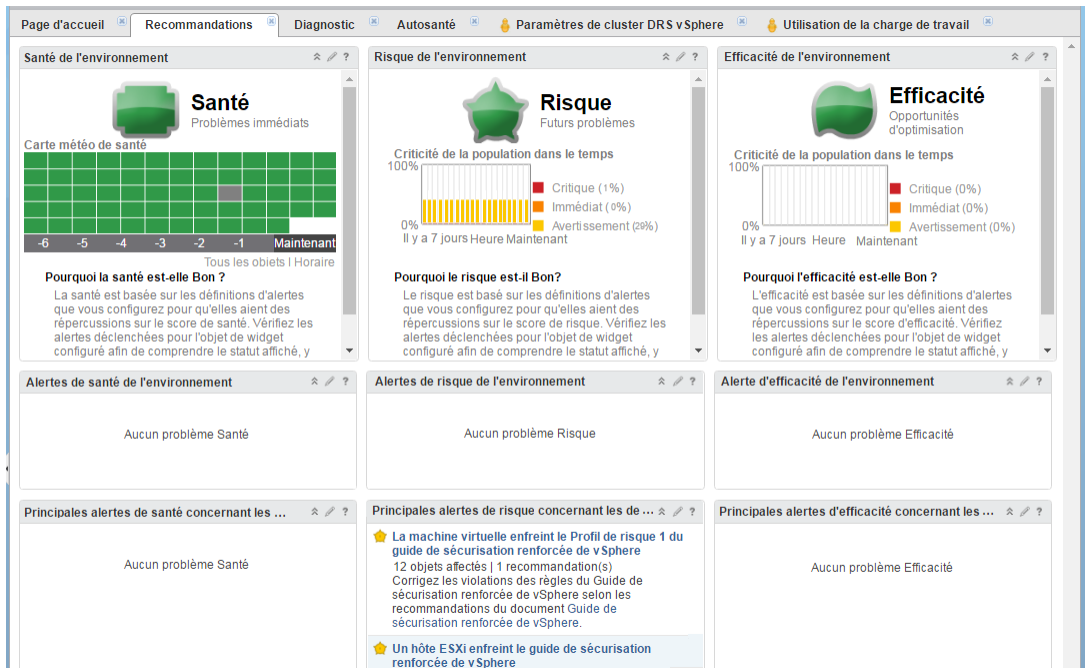 Page d'accueil Recommandations Diagnostic Autosanté Paramètres de cluster DRS vSphere Utilisation de la charge de travail
Santé de l'environnement ?
Santé
Problèmes immédiats
Carte météo de santé
-6 -5 -4 -3 -2 -1 Maintenant
Tous les objets l Horaire
Pourquoi la santé est-elle Bon ?
La santé est basée sur les définitions d'alertes
que vous configurez pour qu'elles aient des
répercussions sur le score de santé. Vérifiez les
alertes déclenchées pour l'objet de widget
configuré afin de comprendre le statut affiché, y
Risque de l'environnement ?
Risque
Futurs problèmes
Criticité de la population dans le temps
100%
Critique (1%)
Immédiat (0%)
0% Avertissement (29%)
Il y a 7 jours Heure Maintenant
Pourquoi le risque est-il Bon?
Le risque est basé sur les définitions d'alertes
que vous configurez pour qu'elles aient des
répercussions sur le score de risque. Vérifiez les
alertes déclenchées pour l'objet de widget
configuré afin de comprendre le statut affiché, y
Efficacité de l'environnement ?
Efficacité
Opportunités
d'optimisation
Criticité de la population dans le temps
100%
Critique (0%)
Immédiat (0%)
0% Avertissement (0%)
Il y a 7 jours Heure Maintenant
Pourquoi l'efficacité est-elle Bon ?
L'efficacité est basée sur les définitions d'alertes
que vous configurez pour qu'elles aient des
répercussions sur le score d'efficacité. Vérifiez
les alertes déclenchées pour l'objet de widget
configuré afin de comprendre le statut affiché, y
Alertes de santé de l'environnement ?
Aucun problème Santé
Alertes de risque de l'environnement ?
Aucun problème Risque
Alerte d'efficacité de l'environnement ?
Aucun problème Efficacité
Principales alertes de santé concernant les ... ?
Aucun problème Santé
Principales alertes de risque concernant les de ... ?
La machine virtuelle enfreint le Profil de risque 1 du
guide de sécurisation renforcée de vSphere
12 objets affectés | 1 recommandation(s)
Corrigez les violations des règles du Guide de
sécurisation renforcée de vSphere selon les
recommandations du document Guide de
sécurisation renforcée de vSphere.
Un hôte ESXi enfreint le guide de sécurisation
renforcée de vSphere
Principales alertes d'efficacité concernant les ... ?
Aucun problème Efficacité